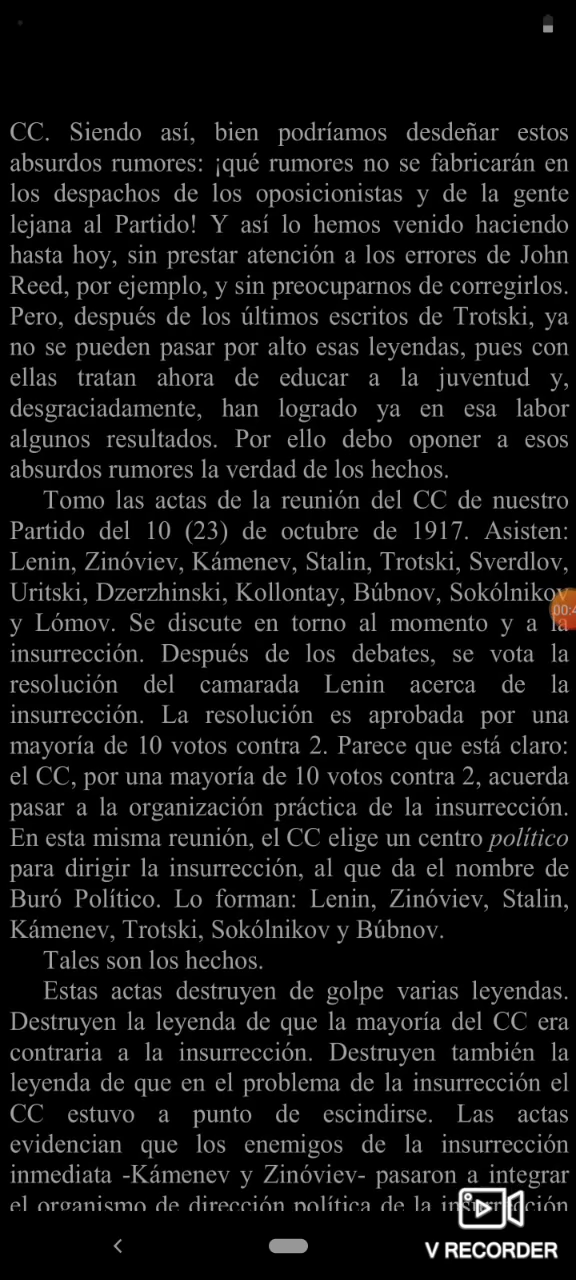 CC. Siendo así, bien podríamos desdeñar estos
absurdos rumores: ¡qué rumores no se fabricarán en
los despachos de los oposicionistas y de la gente
lejana al Partido! Y así lo hemos venido haciendo
hasta hoy, sin prestar atención a los errores de John
Reed, por ejemplo, y sin preocuparnos de corregirlos.
Pero, después de los últimos escritos de Trotski, ya
no se pueden pasar por alto esas leyendas, pues con
ellas tratan ahora de educar a la juventud y,
desgraciadamente, han logrado ya en esa labor
algunos resultados. Por ello debo oponer a esos
absurdos rumores la verdad de los hechos.
Tomo las actas de la reunión del CC de nuestro
Partido del 10 (23) de octubre de 1917. Asisten:
Lenin, Zinóviev, Kámenev, Stalin, Trotski, Sverdlov,
Uritski, Dzerzhinski, Kollontay, Búbnov, Sokólnikov
y Lómov. Se discute en torno al momento y a la
insurrección. Después de los debates, se vota la
resolución del camarada Lenin acerca de la
insurrección. La resolución es aprobada por una
mayoría de 10 votos contra 2. Parece que está claro:
el CC, por una mayoría de 10 votos contra 2, acuerda
pasar a la organización práctica de la insurrección.
En esta misma reunión, el CC elige un centro político
para dirigir la insurrección, al que da el nombre de
Buró Político. Lo forman: Lenin, Zinóviev, Stalin,
Kámenev, Trotski, Sokólnikov y Búbnov.
Tales son los hechos.
Estas actas destruyen de golpe varias leyendas.
Destruyen la leyenda de que la mayoría del CC era
contraria a la insurrección. Destruyen también la
leyenda de que en el problema de la insurrección el
CC estuvo a punto de escindirse. Las actas
evidencian que los enemigos de la insurrección
inmediata -Kámenev y Zinóviev- pasaron a integrar
el organismo de dirección política de la insurrección
V RECORDER